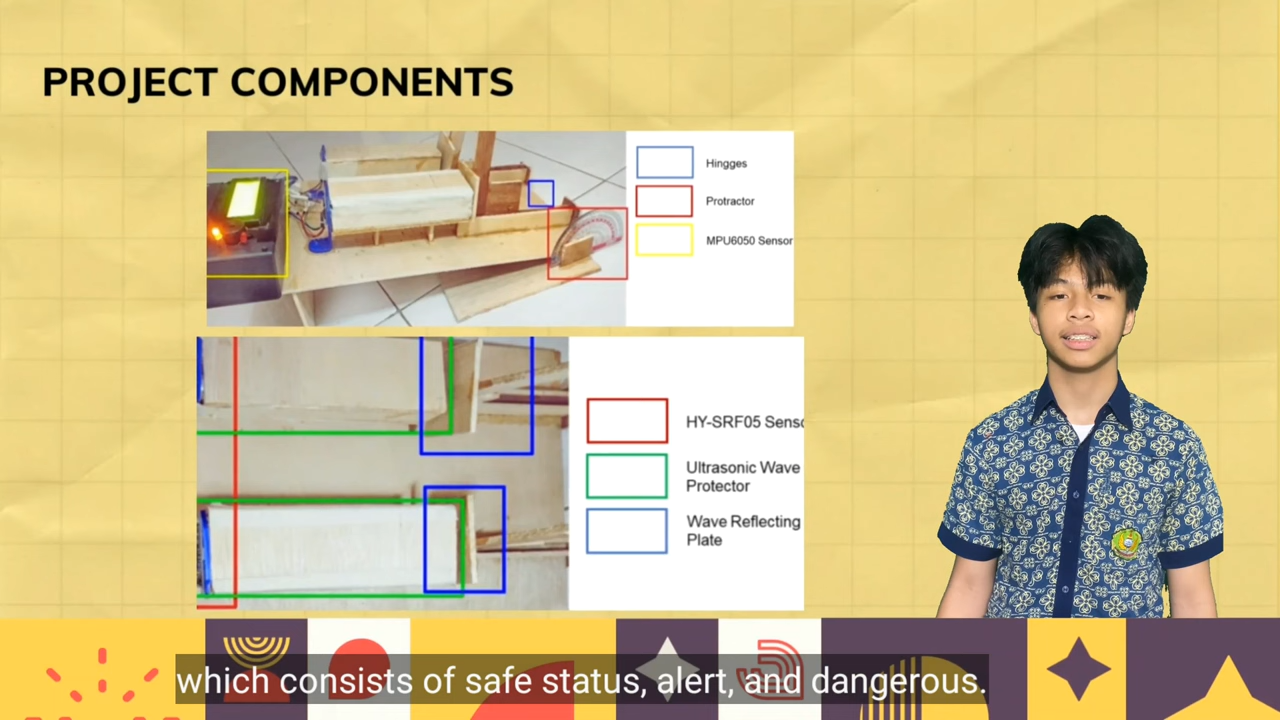 PROJECT COMPONENTS
Hingges
Protractor
MPU6050 Sensor
HY-SRF05 Senso
Ultrasonic Wave
Protector
Wave Reflecting
Plate
which consists of safe status, alert, and dangerous.